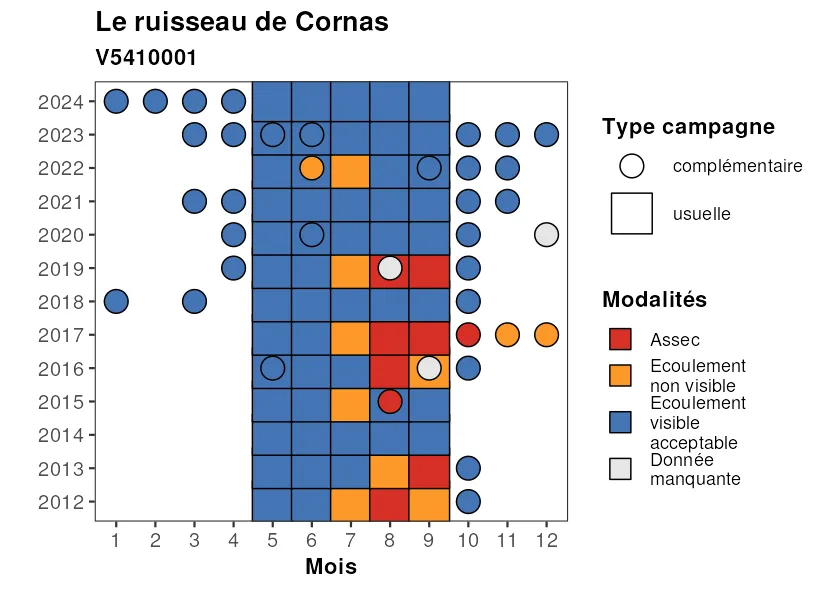 Le ruisseau de Cornas
V5410001
2024
2023
2022
2021
2020
2019
2018
2017
2016
2015
2014
2013
2012
1 2 3 4 5 6 7 8 9 10 11 12
Mois
Type campagne
complémentaire
usuelle
Modalités
Assec
Ecoulement
non visible
Ecoulement
visible
acceptable
Donnée
manquante